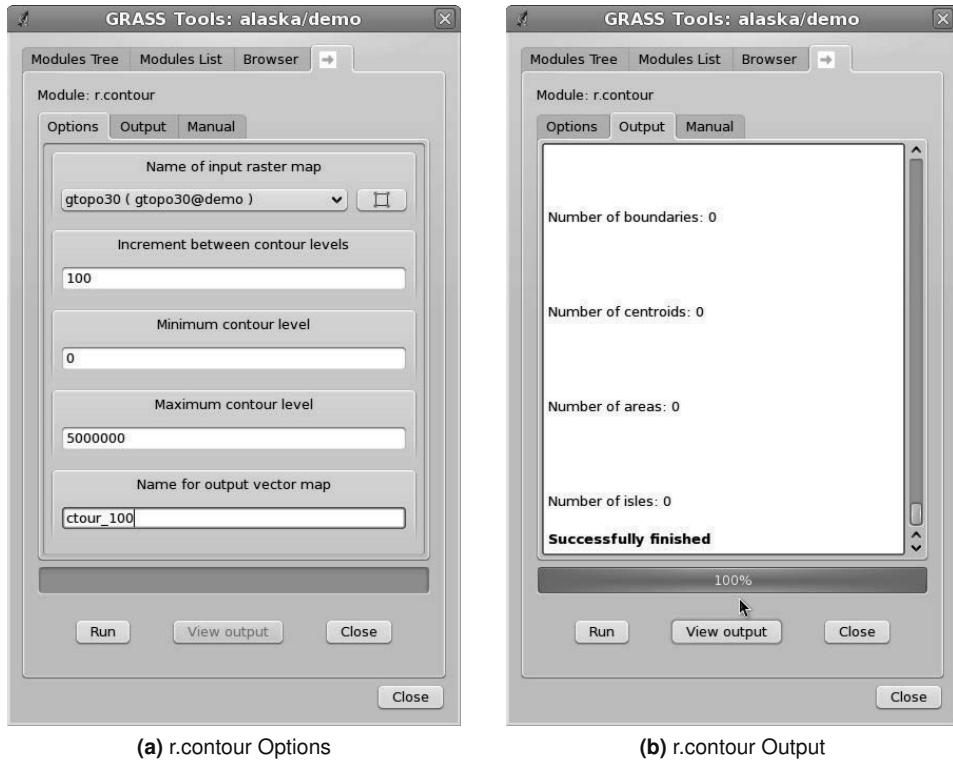 GRASS Tools: alaska/demo
Modules Tree Modules List Browser
Module: r.contour
Options Output Manual
Name of input raster map
gtopo30 ( gtopo30@demo )
Increment between contour levels
100
Minimum contour level
0
Maximum contour level
5000000
Name for output vector map
ctour_100
Run View output Close
Close
(a) r.contour Options
GRASS Tools: alaska/demo
Modules Tree Modules List Browser
Module: r.contour
Options Output Manual
Number of boundaries: 0
Number of centroids: 0
Number of areas: 0
Number of isles: 0
Successfully finished
100%
Run View output Close
Close
(b) r.contour Output